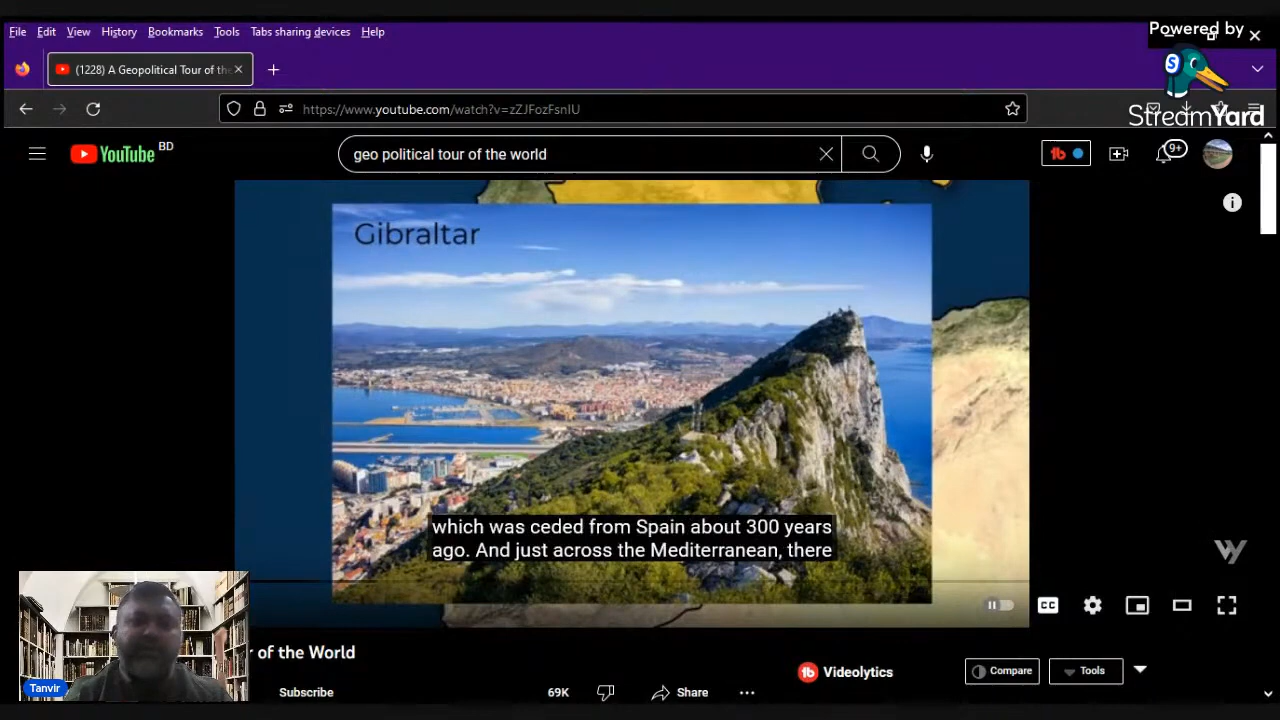 File Edit View History Bookmarks Tools Tabs sharing devices Help
Powered by
StreamYard
(1228) A Geopolitical Tour of the
https://www.youtube.com/watch?v=zZJFozFsnIU
YouTube BD
geo political tour of the world
9+
Gibraltar
which was ceded from Spain about 300 years
ago. And just across the Mediterranean, there
CC
Tanvir
r of the World
Videolytics
Compare
Tools
Subscribe
69K
Share